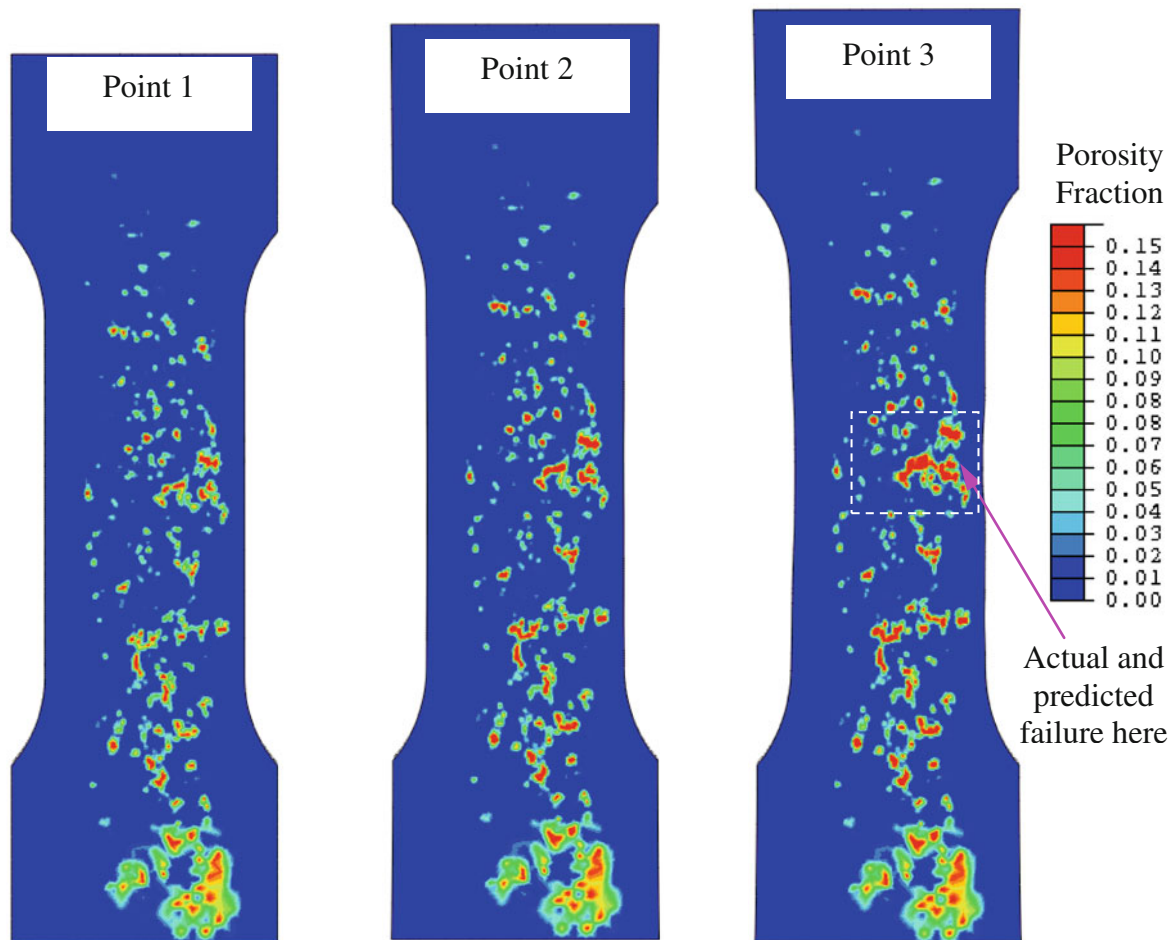 Point 1
Point 2
Point 3
Porosity
Fraction
0.15
0.14
0.13
0.12
0.11
0.10
0.09
0.08
0.07
0.06
0.05
0.04
0.03
0.02
0.01
0.00
Actual and
predicted
failure here